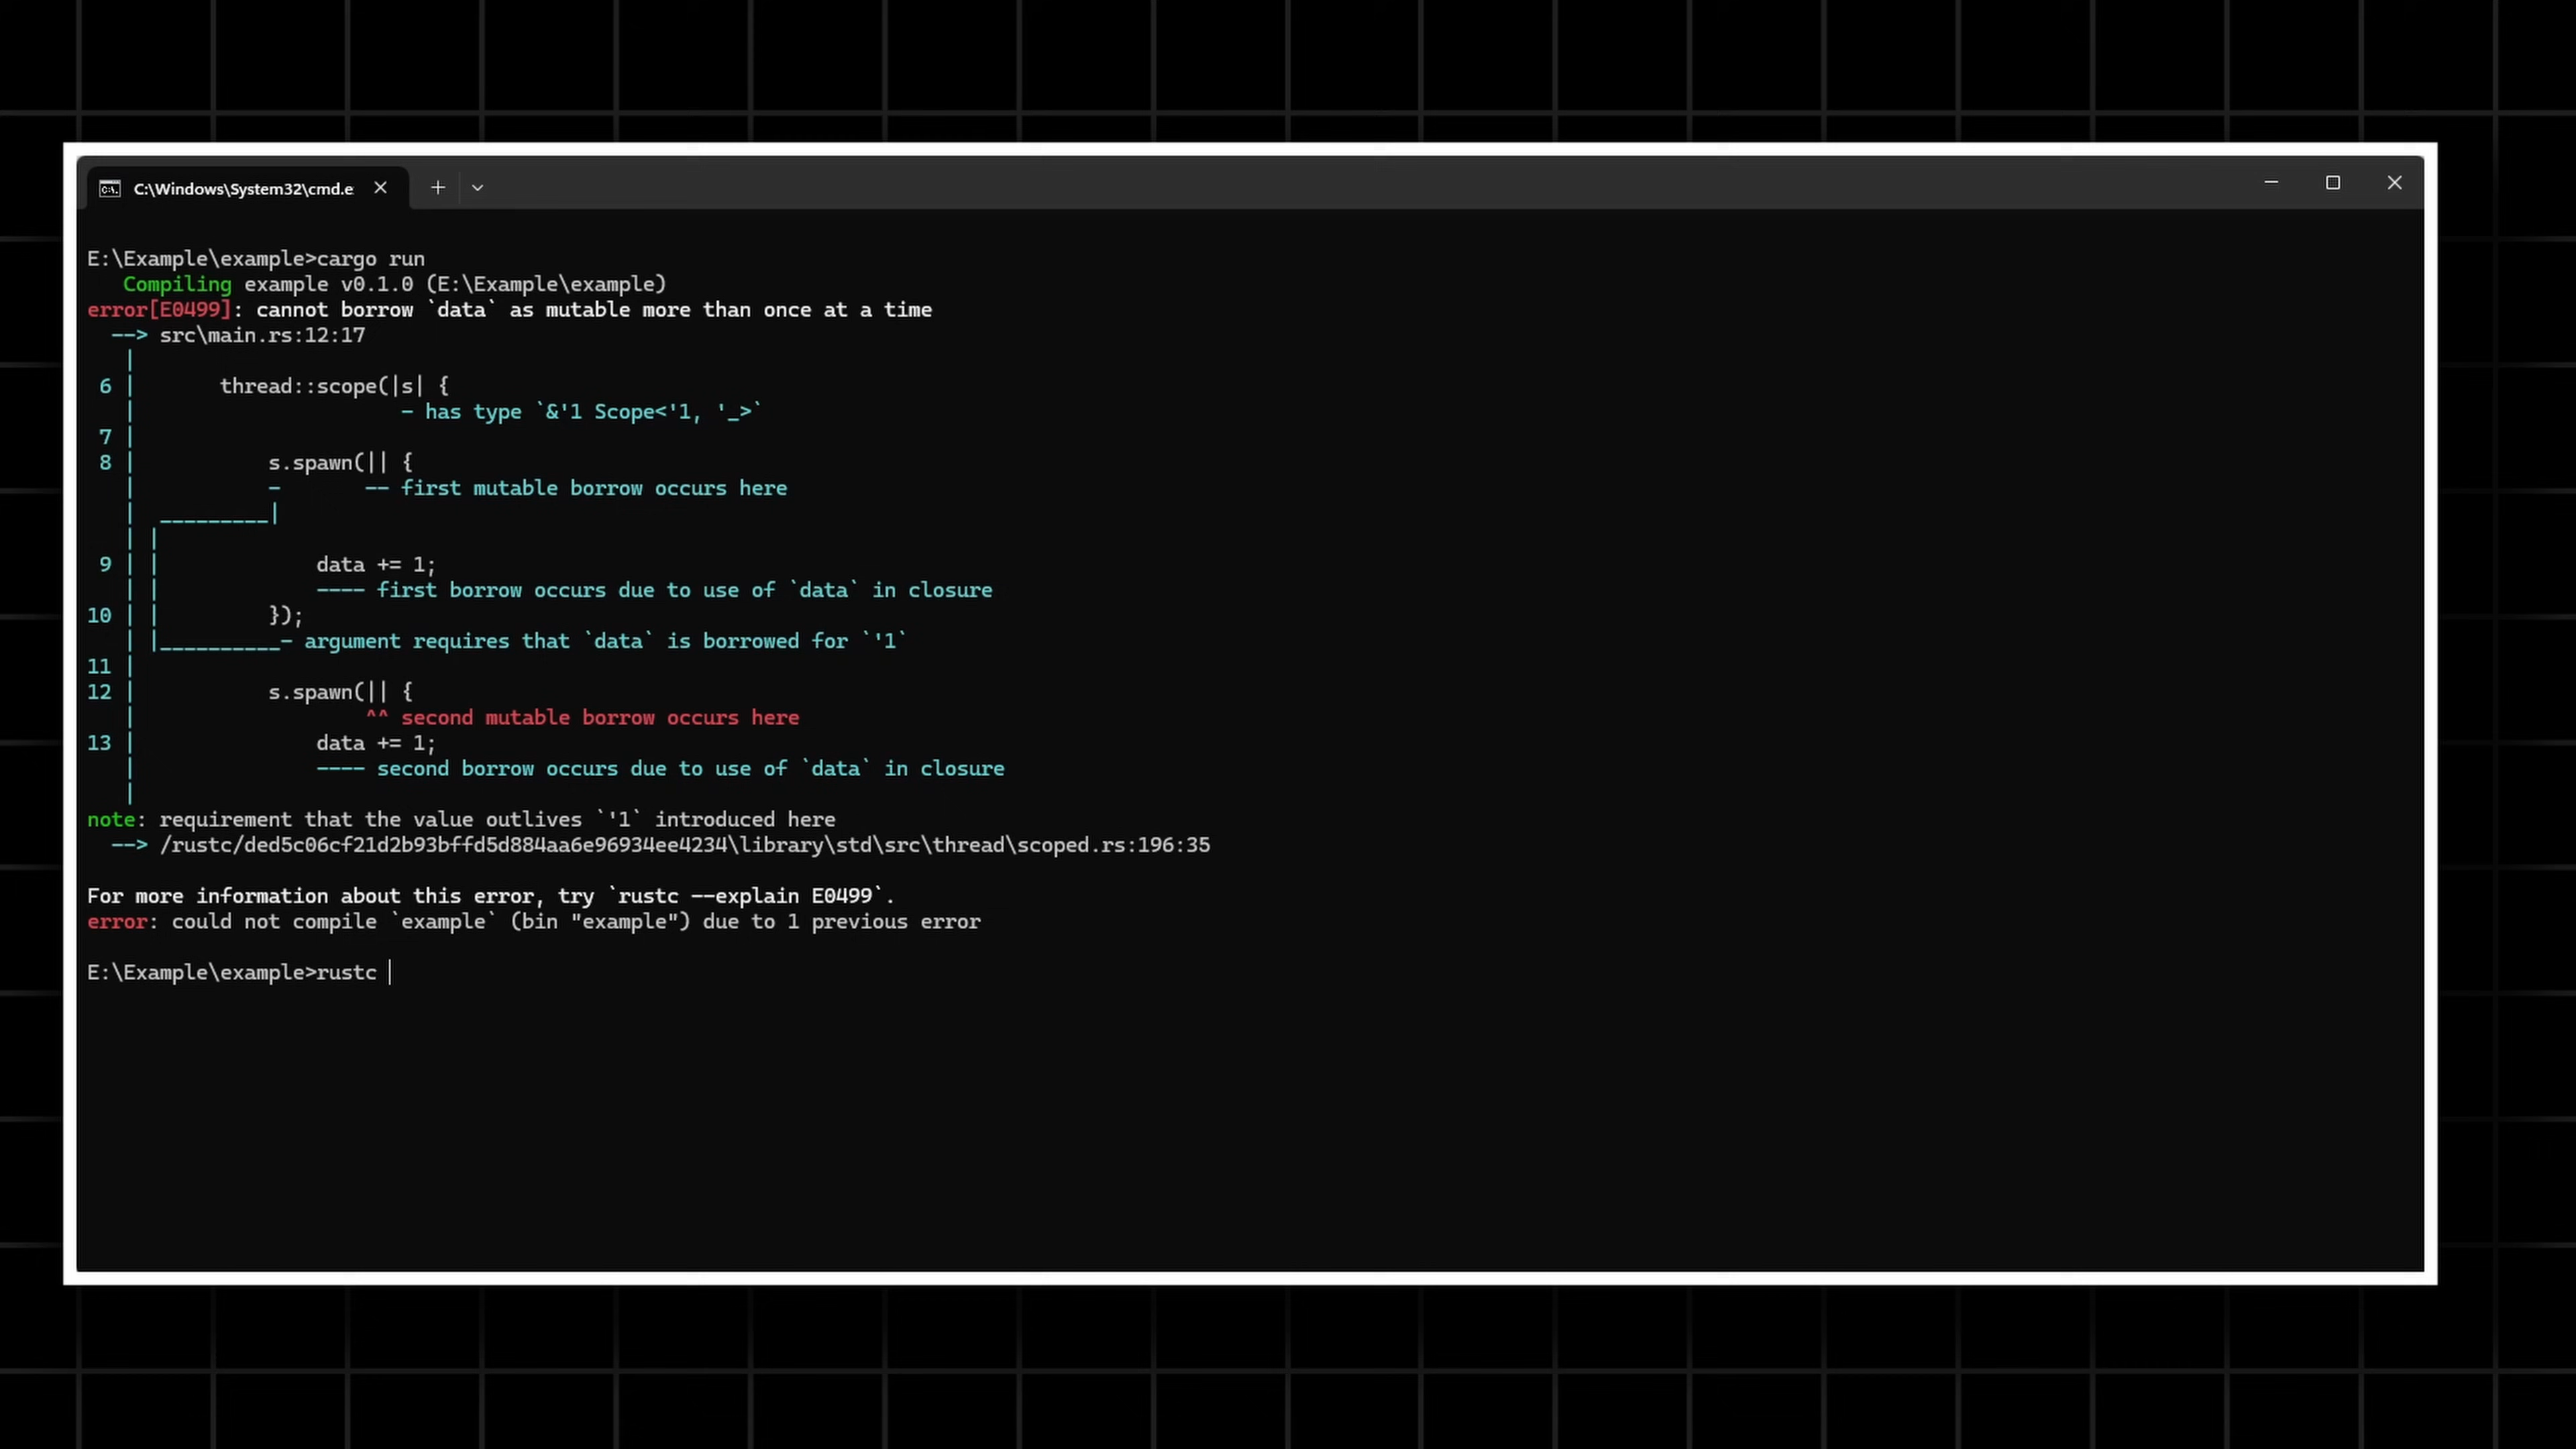 C:\Windows\System32\cmd.e
E:\Example\example>cargo run
   Compiling example v0.1.0 (E:\Example\example)
error[E0499]: cannot borrow `data` as mutable more than once at a time
  --> src\main.rs:12:17
   |
 6 |       thread::scope(|s| {
   |                      - has type `&'1 Scope<'1, '_>`
 7 |
 8 |           s.spawn(|| {
   |           -       -- first mutable borrow occurs here
   |  _________|
   | |
 9 | |             data += 1;
   | |             ---- first borrow occurs due to use of `data` in closure
10 | |         });
   | |__________- argument requires that `data` is borrowed for `'1`
11 |
12 |           s.spawn(|| {
   |                   ^^ second mutable borrow occurs here
13 |               data += 1;
   |               ---- second borrow occurs due to use of `data` in closure
   |
note: requirement that the value outlives `'1` introduced here
  --> /rustc/ded5c06cf21d2b93bffd5d884aa6e96934ee4234\library\std\src\thread\scoped.rs:196:35
For more information about this error, try `rustc --explain E0499`.
error: could not compile `example` (bin "example") due to 1 previous error
E:\Example\example>rustc